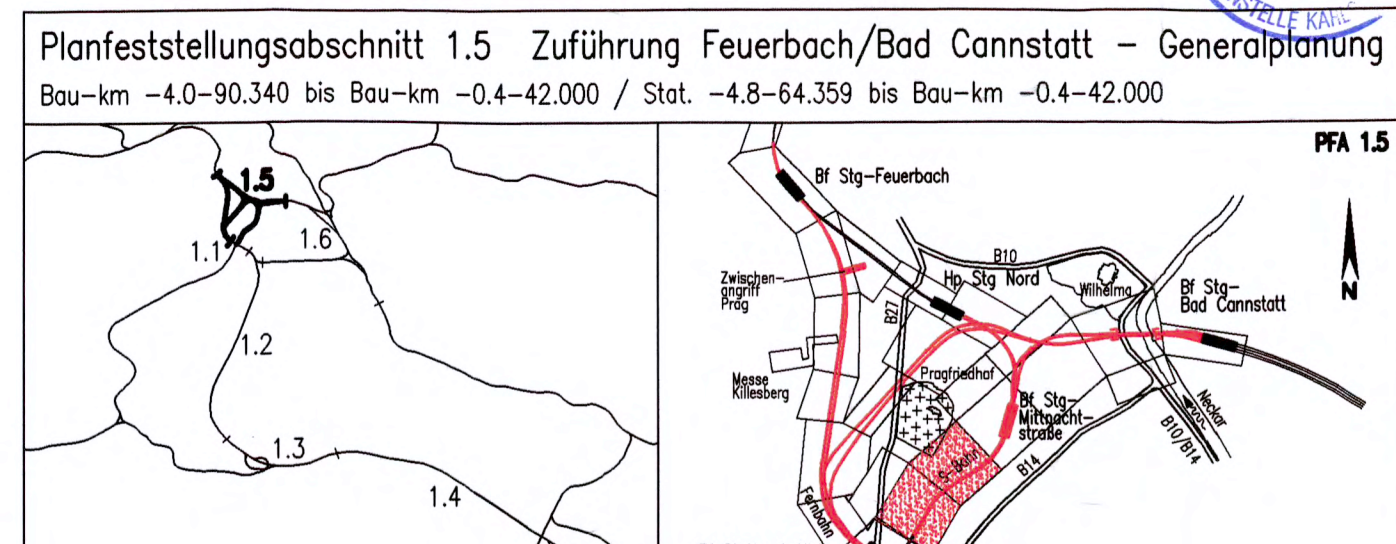 Planfeststellungsabschnitt 1.5 Zuführung Feuerbach/Bad Cannstatt – Generalplanung
Bau–km –4.0–90.340 bis Bau–km –0.4–42.000 / Stat. –4.8–64.359 bis Bau–km –0.4–42.000
1.5
1.1
1.6
1.2
1.3
1.4
PFA 1.5
Bf Stg–Feuerbach
N
B10
Zwischen–
angriff
Prag
Hp Stg Nord
Wilhelma
Bf Stg–
Bad Cannstatt
B27
Messe
Killesberg
Pragfriedhof
Bf Stg–
Mittnacht–
straße
Neckar
B10/B14
S–Bahn
B14
Fernbahn